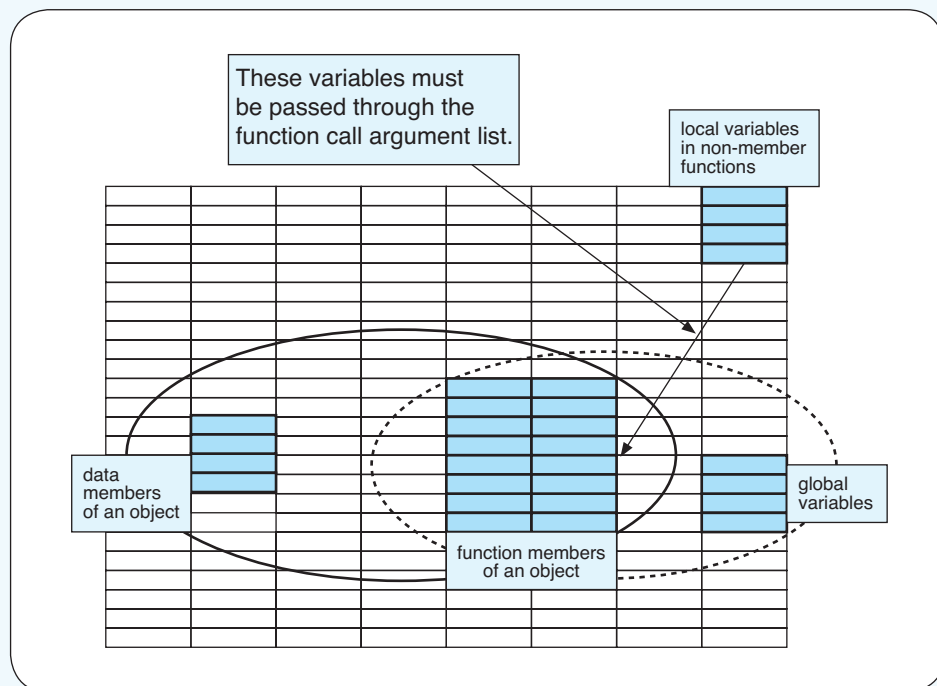 These variables must
be passed through the
function call argument list.
local variables
in non-member
functions
data
members
of an object
global
variables
function members
of an object